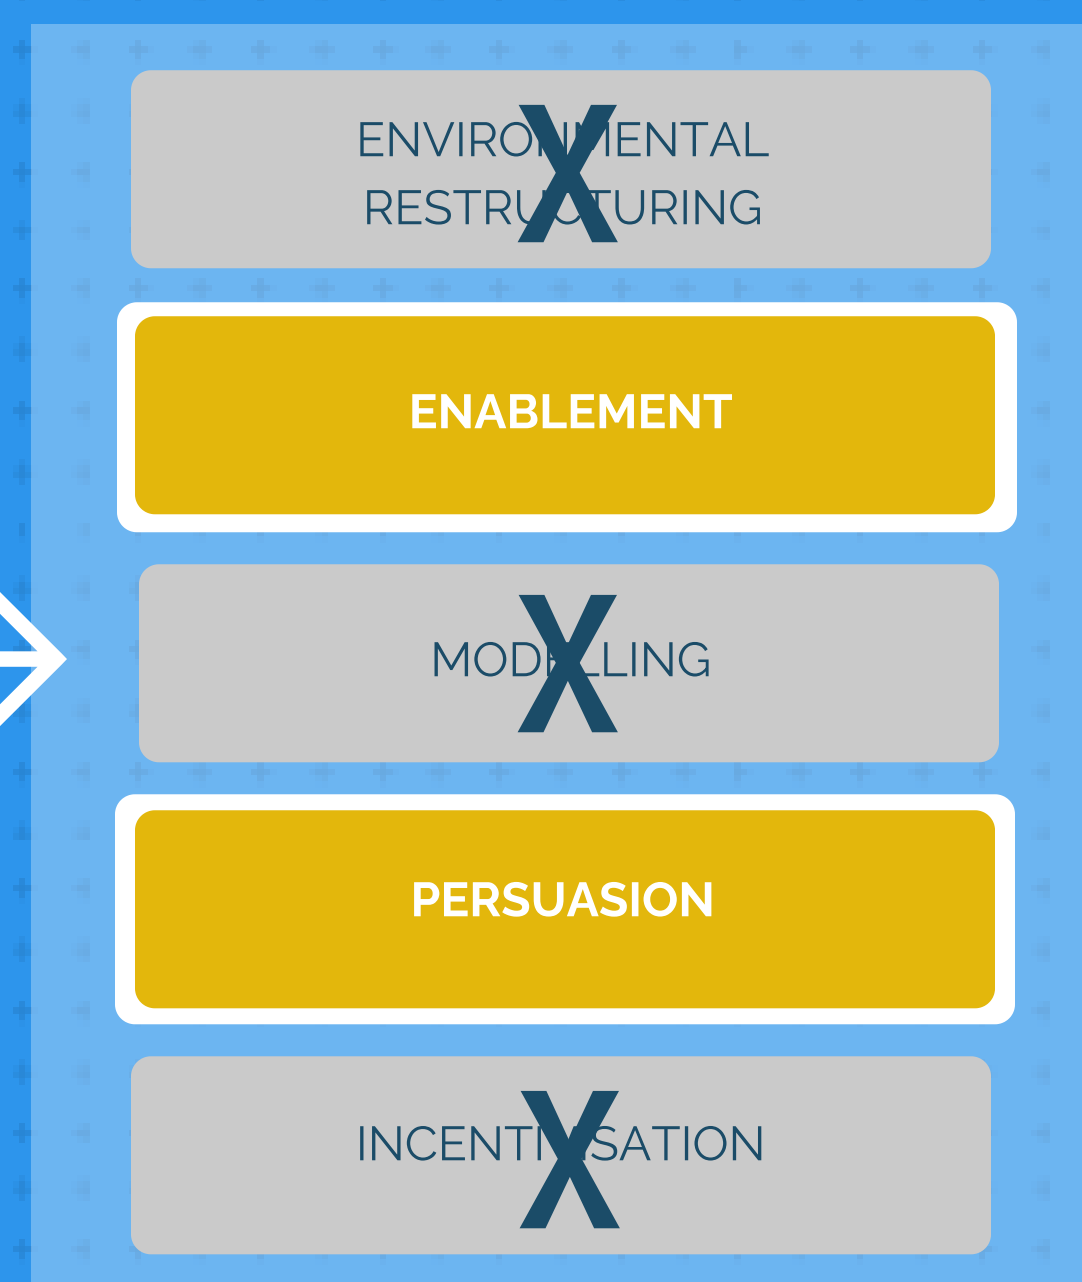 ENVIRONMENTAL
RESTRUCTURING
X
ENABLEMENT
MODELLING
X
PERSUASION
INCENTIVISATION
X